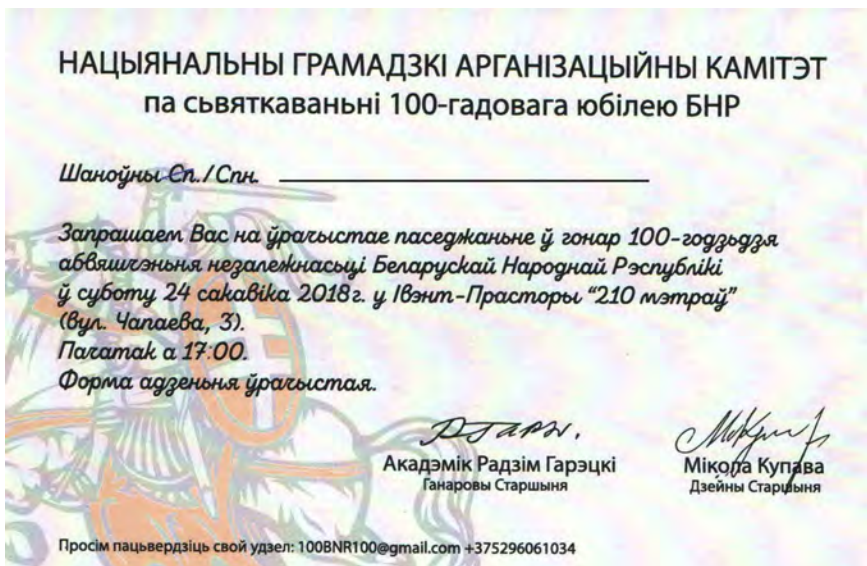 НАЦЫЯНАЛЬНЫ ГРАМАДЗКІ АРГАНІЗАЦЫЙНЫ КАМІТЭТ
па сьвяткаваньні 100-гадовага юбілею БНР
Шаноўны Сп./Спн.
Запрашаем Вас на ўрачыстае паседжаньне ў гонар 100-годзьдзя
абвяшчэньня незалежнасьці Беларускай Народнай Рэспублікі
ў суботу 24 сакавіка 2018г. у Івэнт-Прасторы “210 мэтраў”
(вул. Чапаева, 3).
Пачатак а 17:00.
Форма адзеньня ўрачыстая.
Акадэмік Радзім Гарэцкі
Ганаровы Старшыня
Мікола Купава
Дзейны Старшыня
Просім пацьвердзіць свой удзел: 100BNR100@gmail.com +375296061034